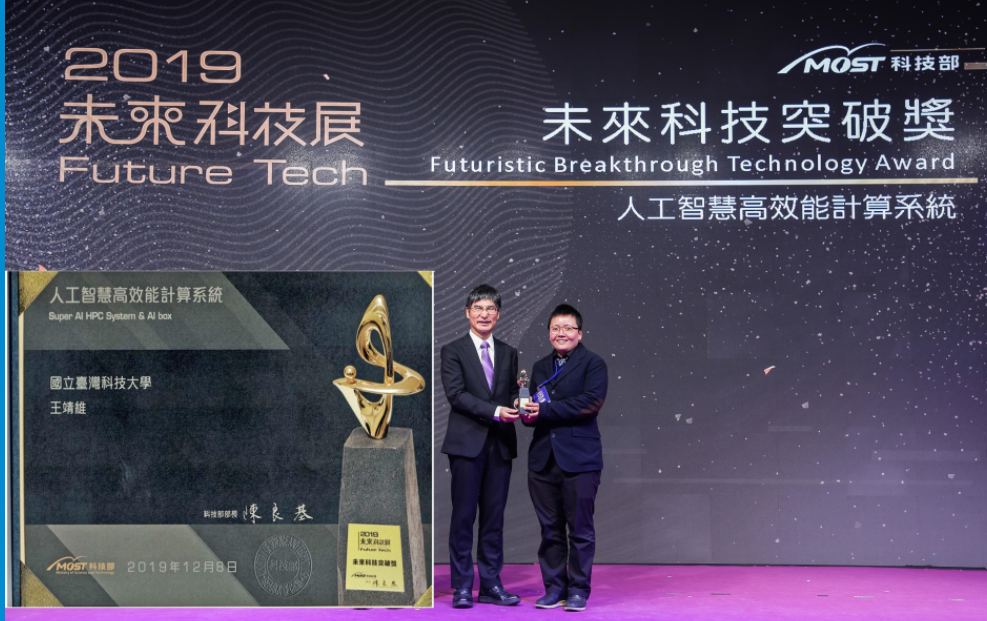 2019
未來科技展
Future Tech
MOST 科技部
未來科技突破獎
Futuristic Breakthrough Technology Award
人工智慧高效能計算系統
人工智慧高效能計算系統
Super AI HPC System & AI box
國立臺灣科技大學
王靖維
科技部部長 陳良基
MOST 科技部
Ministry of Science and Technology
2019年12月8日
2019
未來科技展
Future Tech
未來科技突破獎